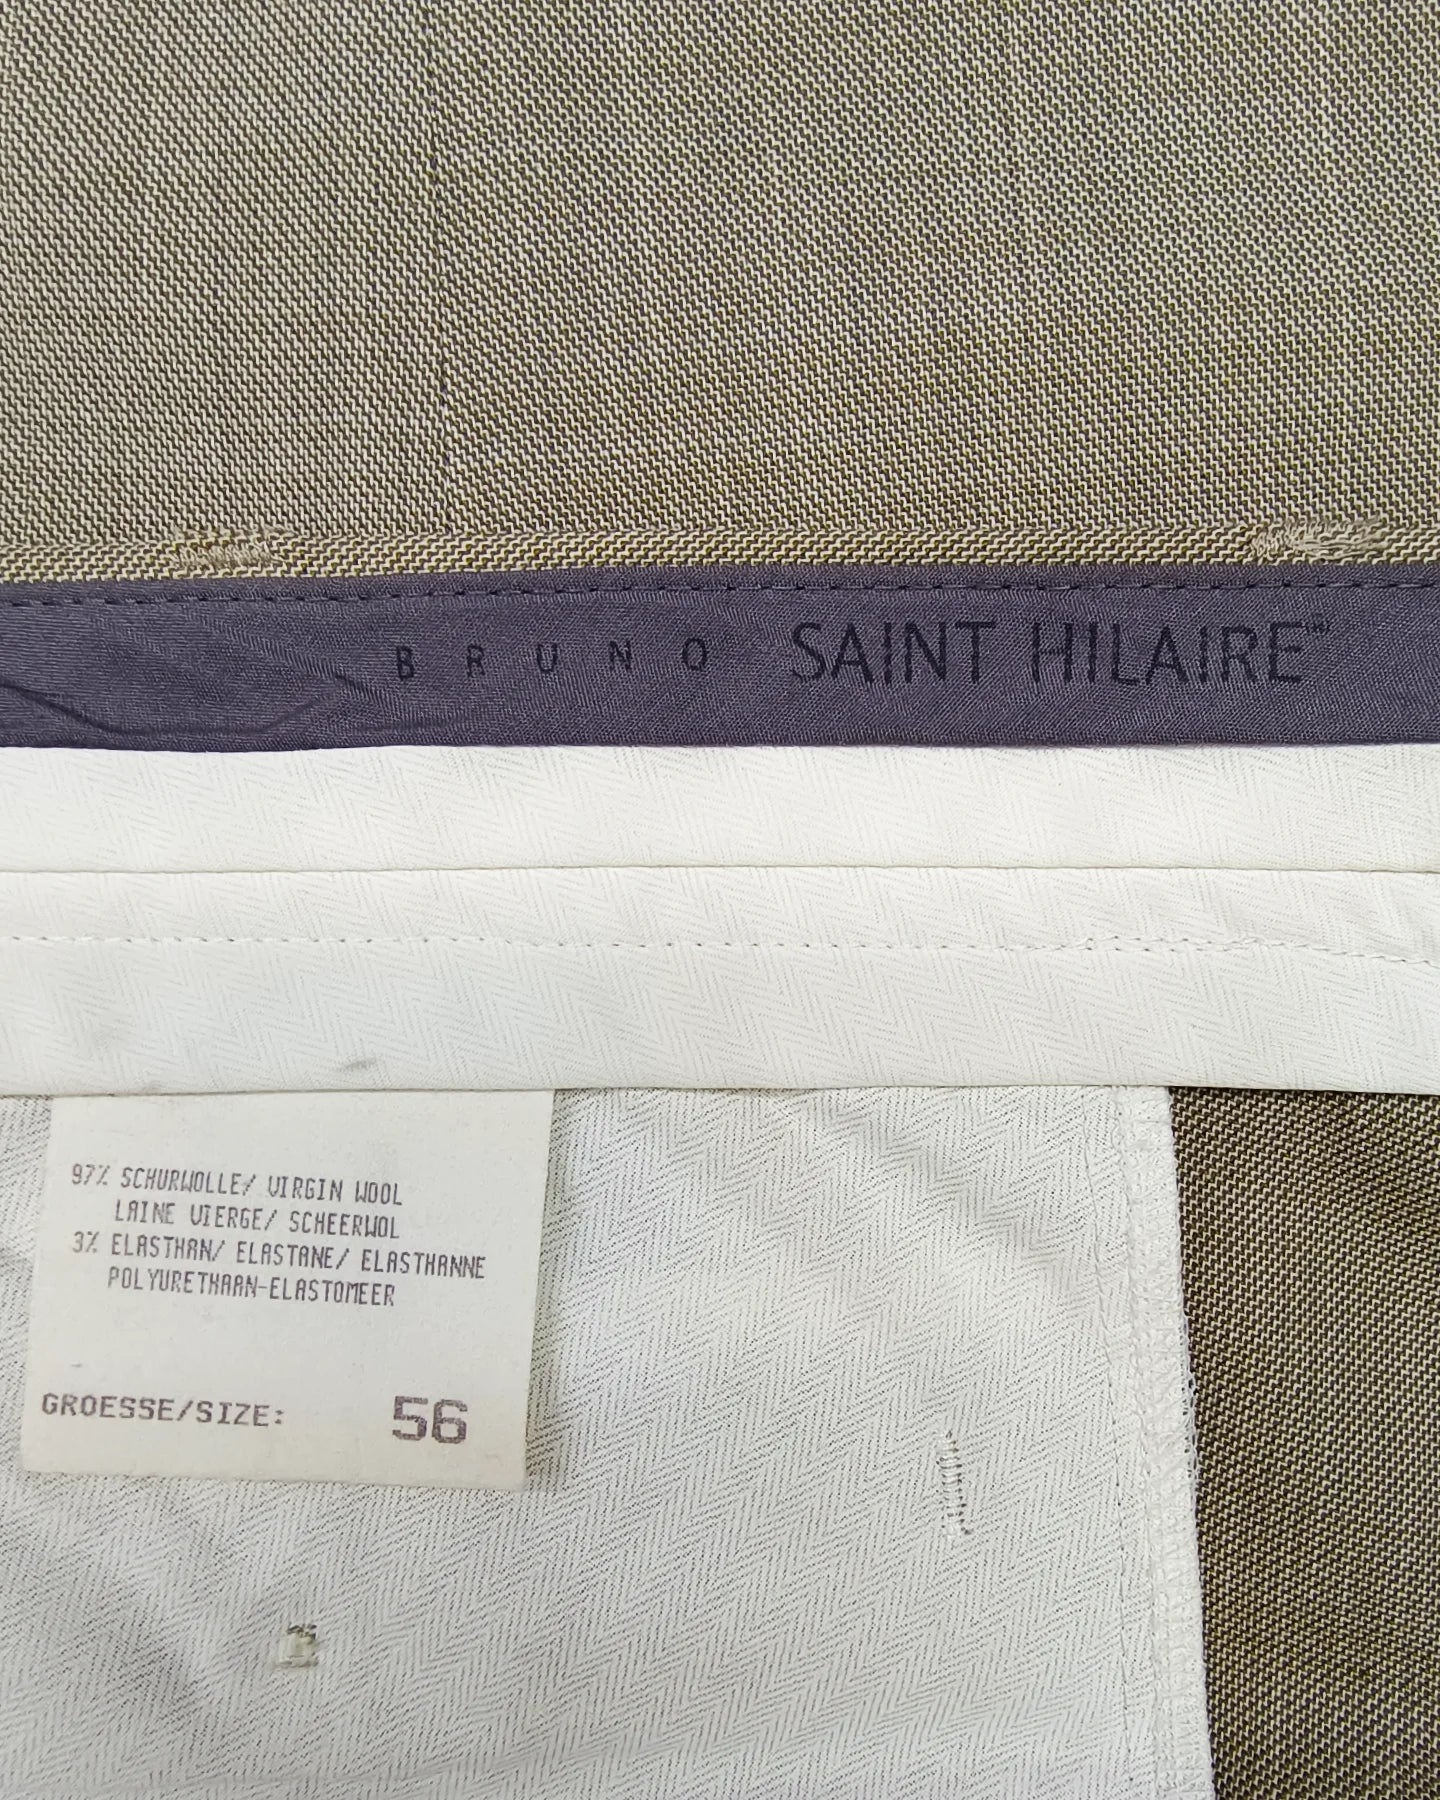 BRUNO SAINT HILAIRE™
97% SCHURWOLLE/ VIRGIN WOOL
LAINE VIERGE/ SCHEERWOL
3% ELASTHAN/ ELASTANE/ ELASTHANNE
POLYURETHAAN-ELASTOMEER
GROESSE/SIZE: 56